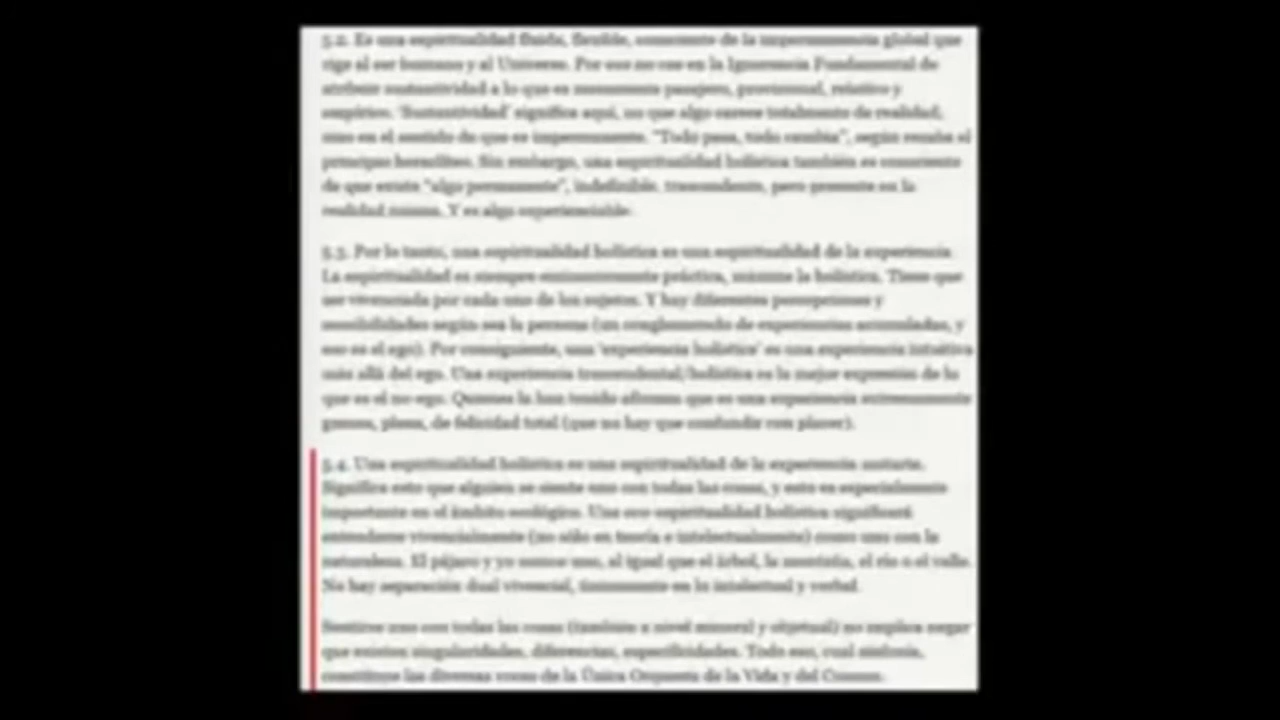 5.2. Es una espiritualidad fluida, flexible, consciente de la impermanencia global que
rige al ser humano y al Universo. Por eso no cae en la Ignorancia Fundamental de
atribuir sustantividad a lo que es meramente pasajero, provisional, relativo y
empírico. 'Sustantividad' significa aquí, no que algo carece totalmente de realidad,
sino en el sentido de que es impermanente. "Todo pasa, todo cambia", según rezaba el
principio heraclíteo. Sin embargo, una espiritualidad holística también es consciente
de que existe "algo permanente", indefinible, trascendente, pero presente en la
realidad misma. Y es algo experienciable.
5.3. Por lo tanto, una espiritualidad holística es una espiritualidad de la experiencia.
La espiritualidad es siempre eminentemente práctica, máxime la holística. Tiene que
ser vivenciada por cada uno de los sujetos. Y hay diferentes percepciones y
sensibilidades según sea la persona (un conglomerado de experiencias acumuladas, y
eso es el ego). Por consiguiente, una 'experiencia holística' es una experiencia intuitiva
más allá del ego. Una experiencia trascendental/holística es la mejor expresión de lo
que es el no ego. Quienes la han tenido afirman que es una experiencia extremamente
gozosa, plena, de felicidad total (que no hay que confundir con placer).
5.4. Una espiritualidad holística es una espiritualidad de la experiencia unitaria.
Significa esto que alguien se siente uno con todas las cosas, y esto es especialmente
importante en el ámbito ecológico. Una eco-espiritualidad holística significará
entenderse vivencialmente (no sólo en teoría e intelectualmente) como uno con la
naturaleza. El pájaro y yo somos uno, al igual que el árbol, la montaña, el río o el valle.
No hay separación dual vivencial, únicamente en lo intelectual y verbal.
Sentirse uno con todas las cosas (también a nivel mineral y objetual) no implica negar
que existen singularidades, diferencias, especificidades. Todo eso, cual sinfonía,
constituye las diversas voces de la Única Orquesta de la Vida y del Cosmos.